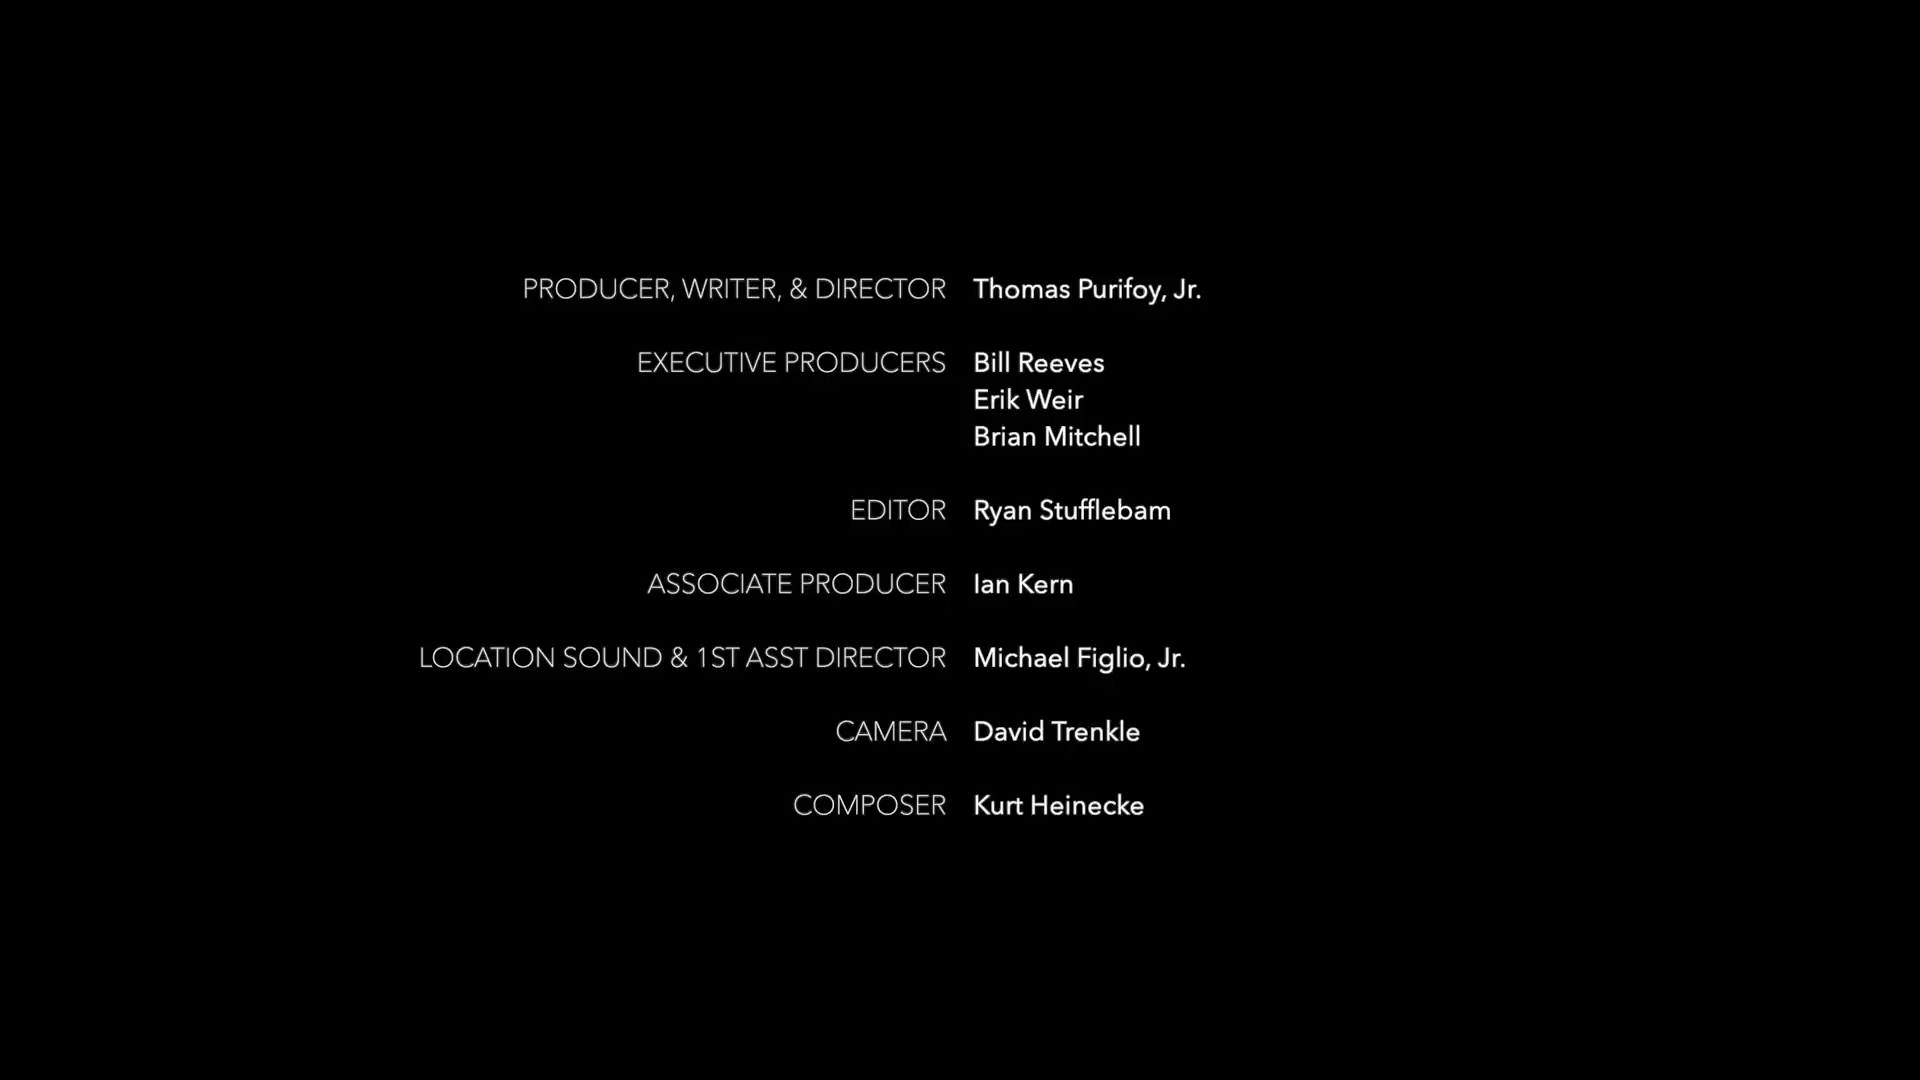 PRODUCER, WRITER, & DIRECTOR Thomas Purifoy, Jr.
EXECUTIVE PRODUCERS Bill Reeves
Erik Weir
Brian Mitchell
EDITOR Ryan Stufflebam
ASSOCIATE PRODUCER Ian Kern
LOCATION SOUND & 1ST ASST DIRECTOR Michael Figlio, Jr.
CAMERA David Trenkle
COMPOSER Kurt Heinecke